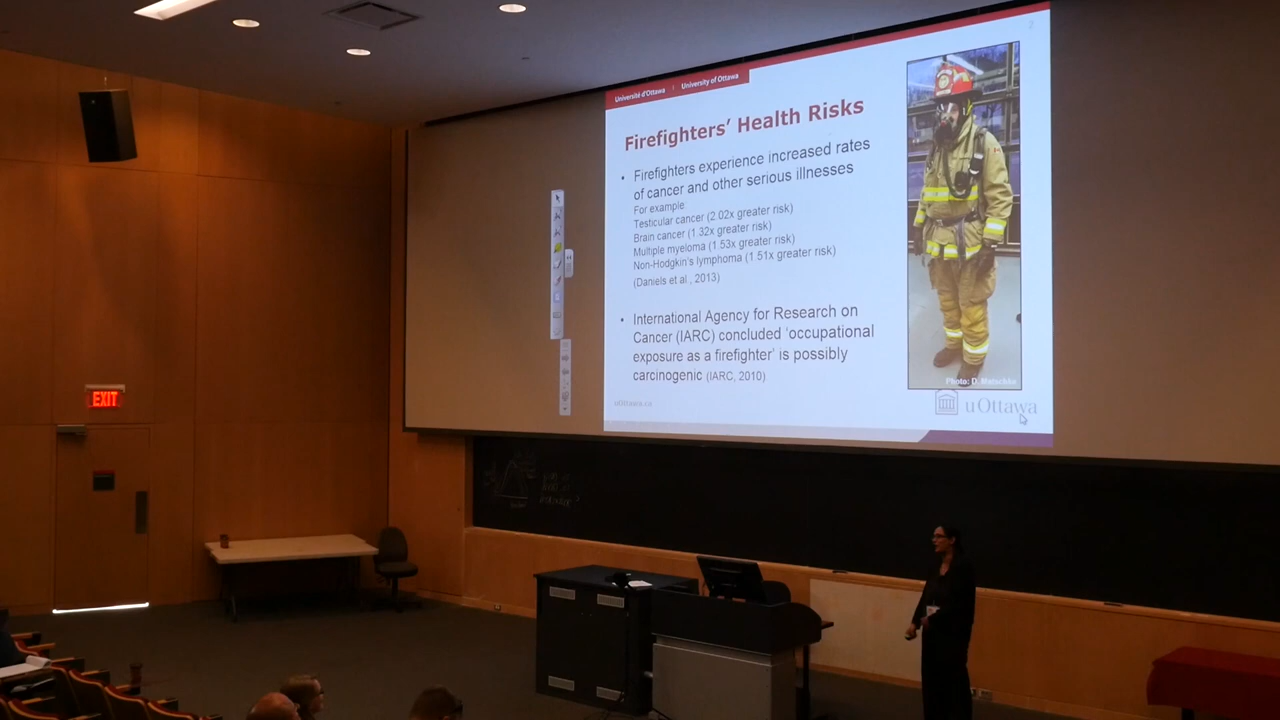 2
Université d'Ottawa | University of Ottawa
Firefighters' Health Risks
• Firefighters experience increased rates
of cancer and other serious illnesses
For example:
Testicular cancer (2.02x greater risk)
Brain cancer (1.32x greater risk)
Multiple myeloma (1.53x greater risk)
Non-Hodgkin's lymphoma (1.51x greater risk)
(Daniels et al., 2013)
• International Agency for Research on
Cancer (IARC) concluded 'occupational
exposure as a firefighter' is possibly
carcinogenic (IARC, 2010)
Photo: D. Matschke
uOttawa.ca
uOttawa
EXIT